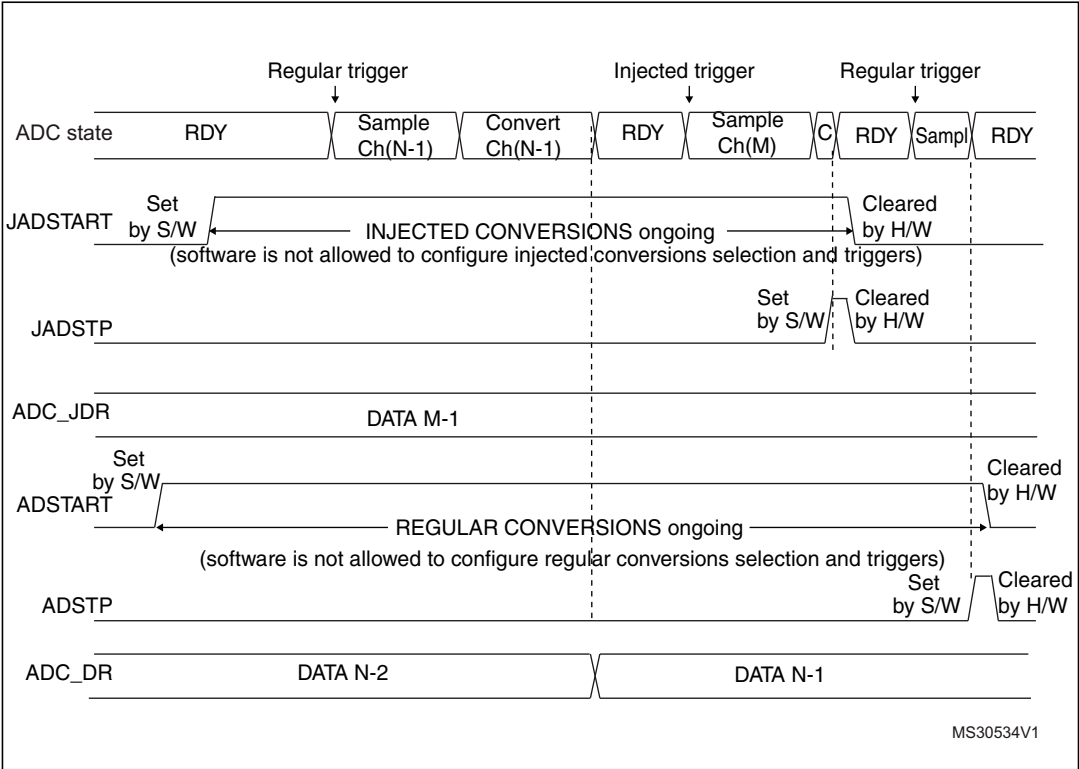 Regular trigger
Injected trigger
Regular trigger
ADC state
RDY
Sample
Ch(N-1)
Convert
Ch(N-1)
RDY
Sample
Ch(M)
C
RDY
Sampl
RDY
JADSTART
Set
by S/W
INJECTED CONVERSIONS ongoing
Cleared
by H/W
(software is not allowed to configure injected conversions selection and triggers)
JADSTP
Set
by S/W
Cleared
by H/W
ADC_JDR
DATA M-1
ADSTART
Set
by S/W
REGULAR CONVERSIONS ongoing
Cleared
by H/W
(software is not allowed to configure regular conversions selection and triggers)
ADSTP
Set
by S/W
Cleared
by H/W
ADC_DR
DATA N-2
DATA N-1
MS30534V1